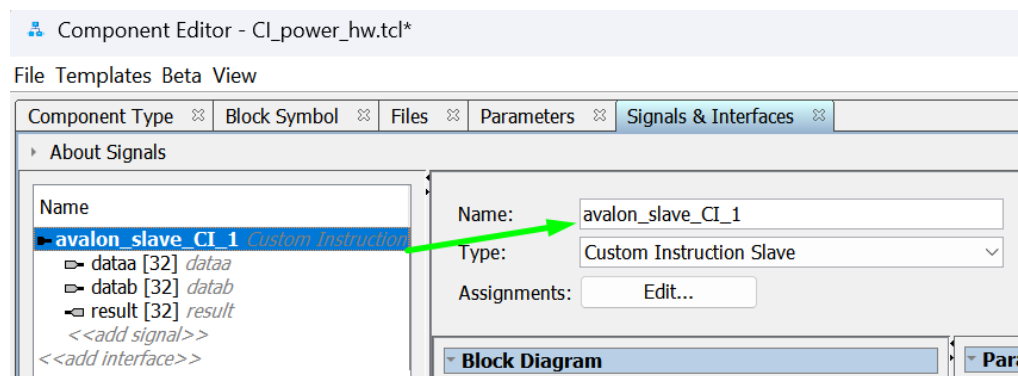 Component Editor - CI_power_hw.tcl*
File Templates Beta View
Component Type Block Symbol Files Parameters Signals & Interfaces
About Signals
Name
avalon_slave_CI_1 Custom Instruction
dataa [32] dataa
datab [32] datab
result [32] result
<<add signal>>
<<add interface>>
Name: avalon_slave_CI_1
Type: Custom Instruction Slave
Assignments: Edit...
Block Diagram
Par